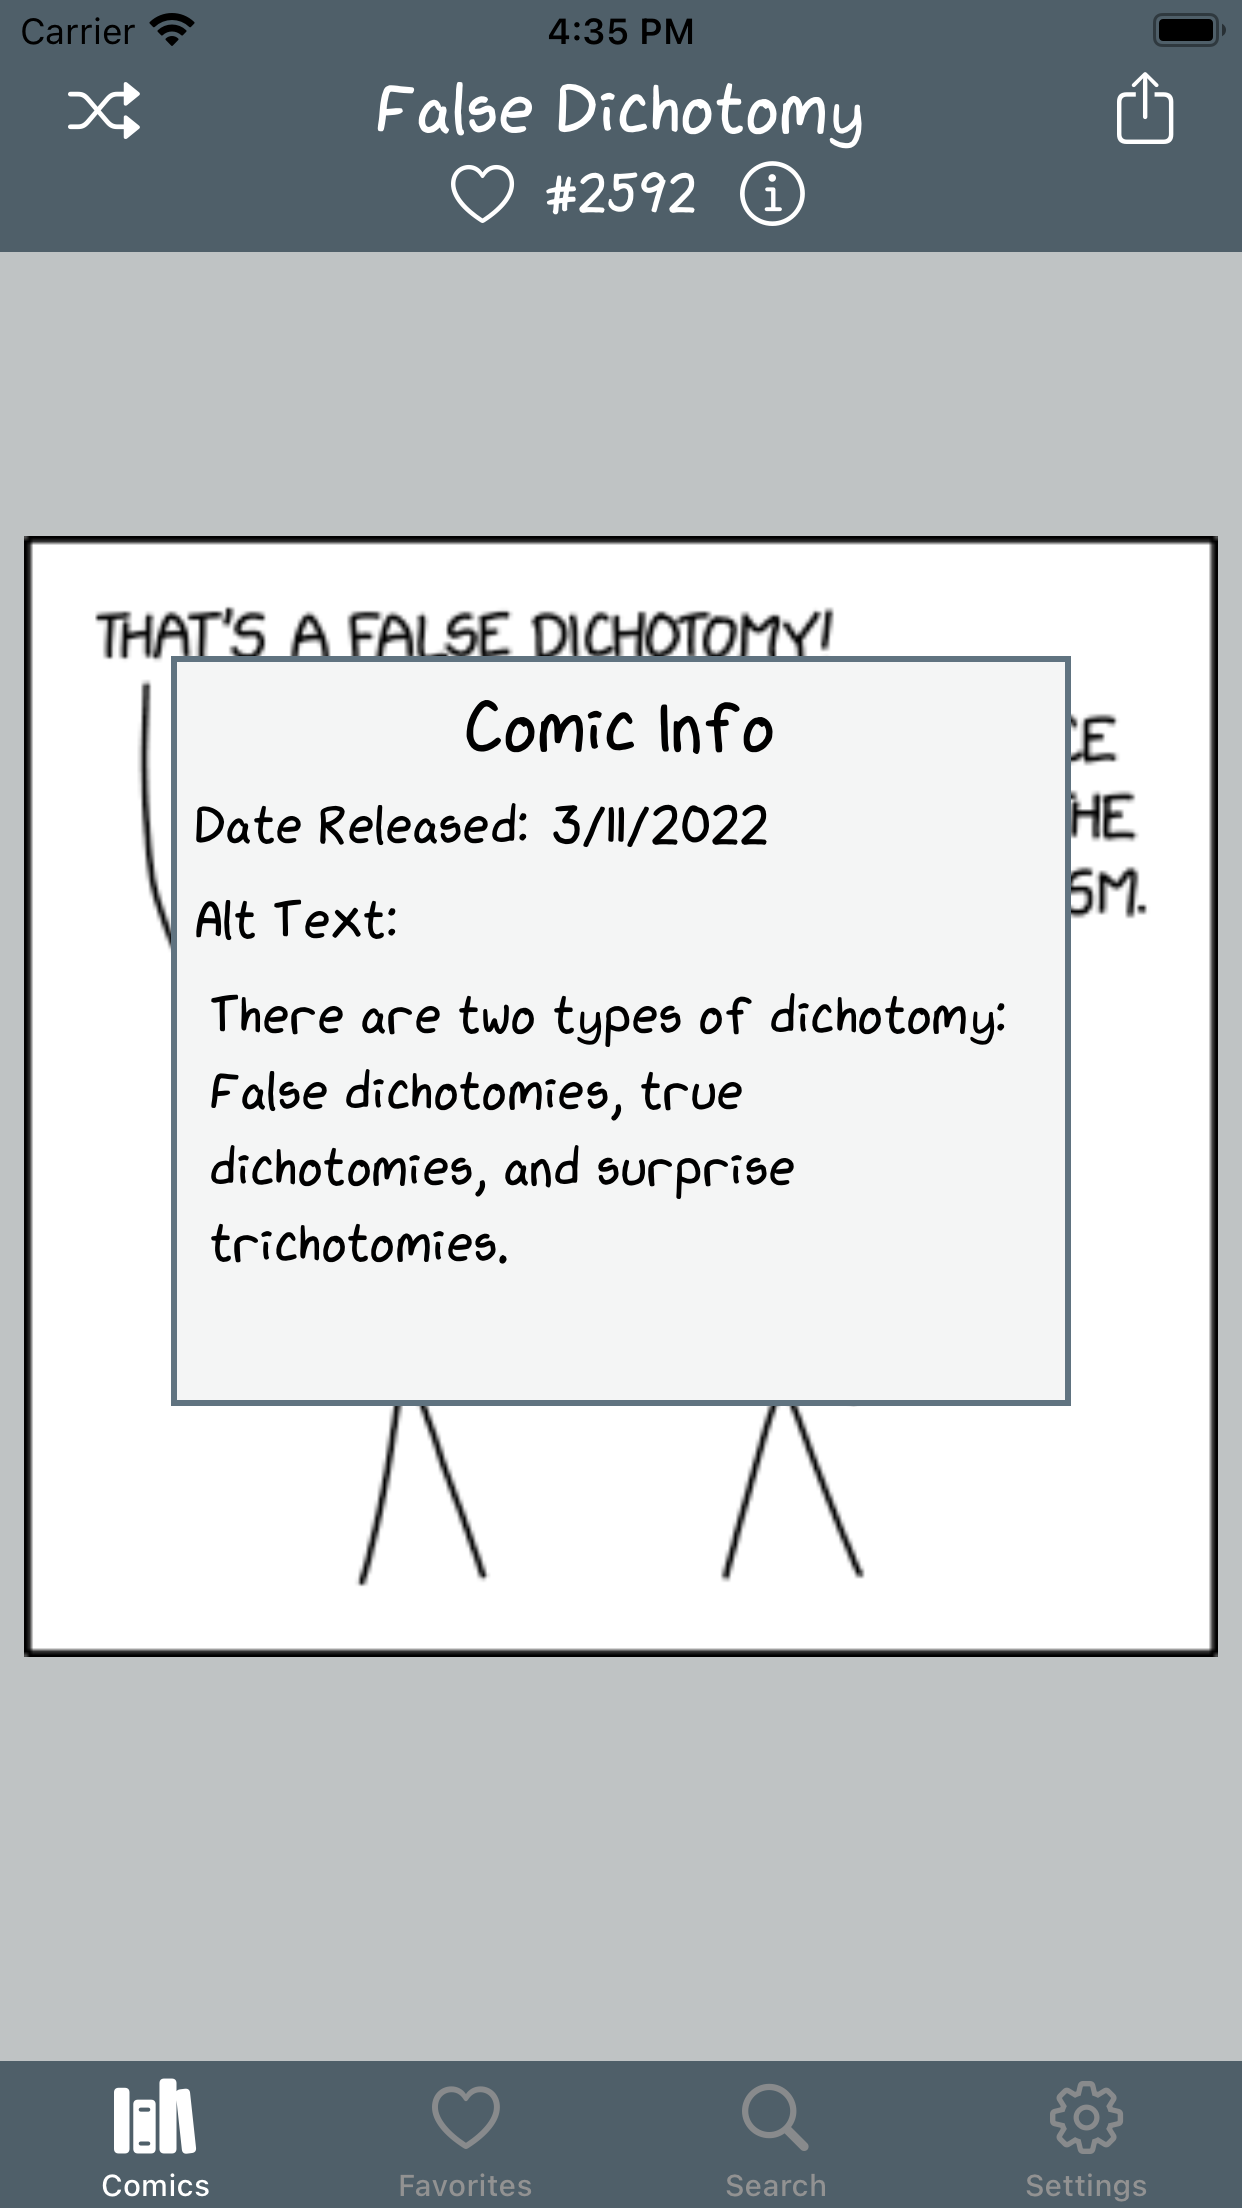 Carrier 4:35 PM
False Dichotomy
#2592
THAT'S A FALSE DICHOTOMY!
Comic Info
Date Released: 3/11/2022
Alt Text:
There are two types of dichotomy:
False dichotomies, true
dichotomies, and surprise
trichotomies.
Comics Favorites Search Settings